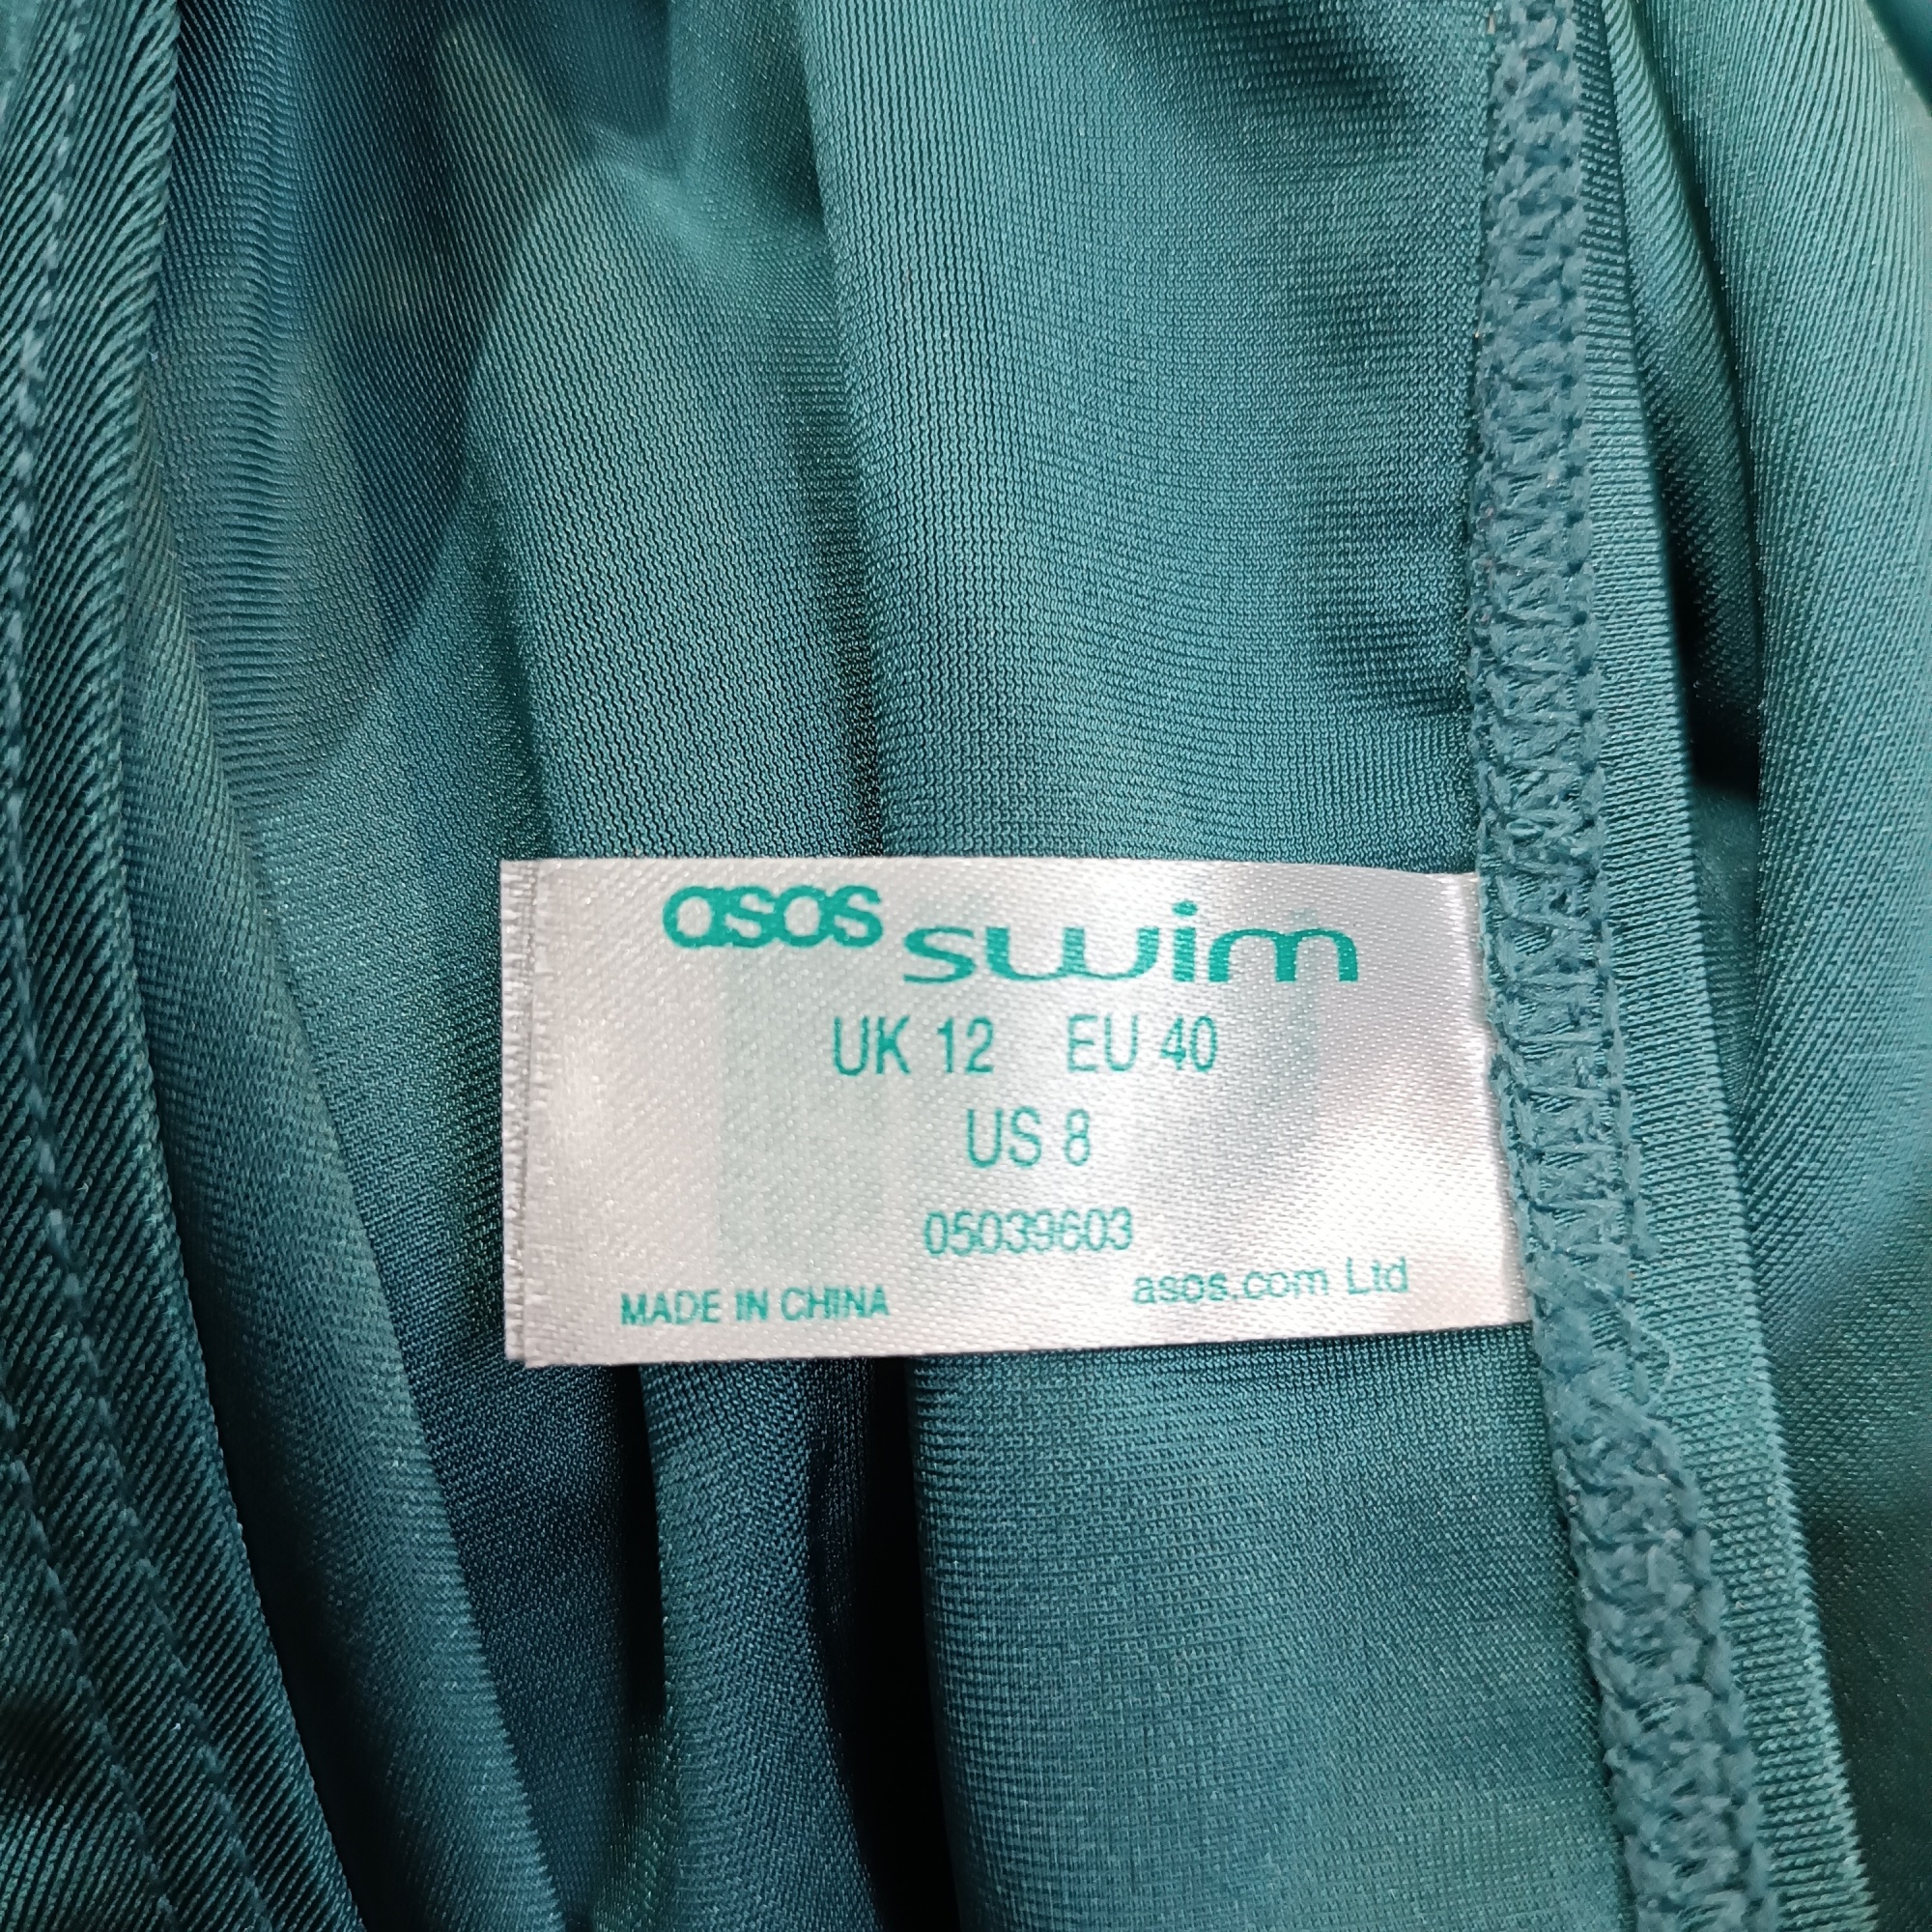 asos swim
UK 12 EU 40
US 8
05039603
MADE IN CHINA asos.com Ltd